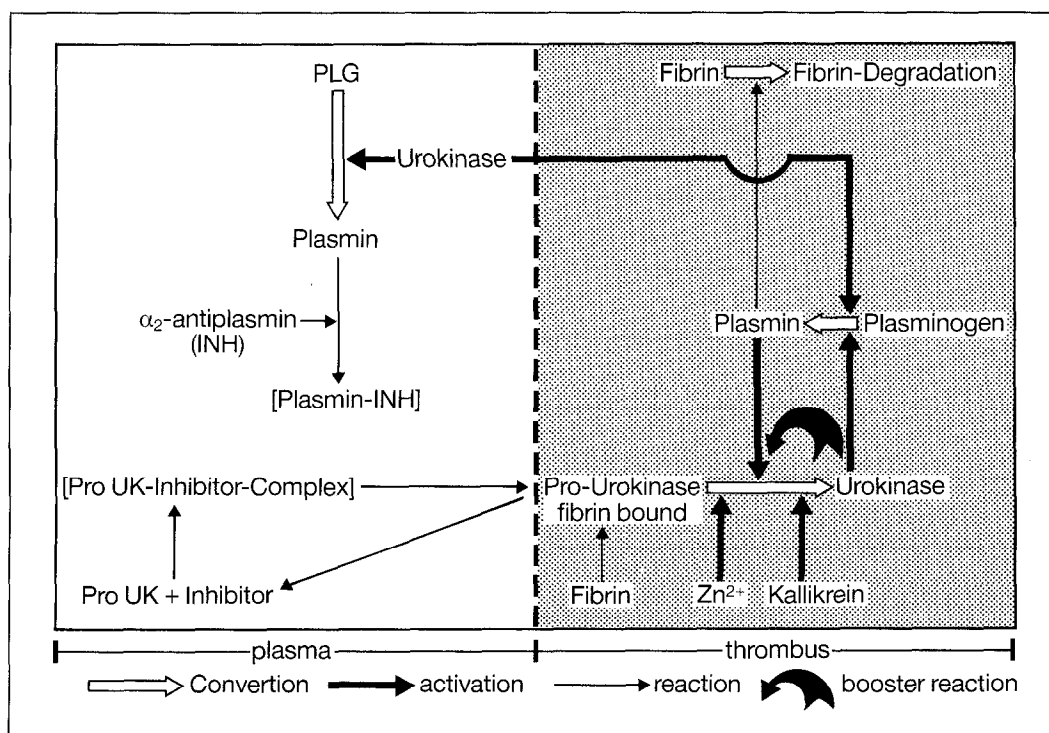 PLG
Fibrin Fibrin-Degradation
Urokinase
Plasmin
α₂-antiplasmin
(INH)
Plasmin Plasminogen
[Plasmin-INH]
[Pro UK-Inhibitor-Complex]
Pro-Urokinase
fibrin bound
Urokinase
Pro UK + Inhibitor
Fibrin
Zn²⁺
Kallikrein
plasma
thrombus
Convertion
activation
reaction
booster reaction